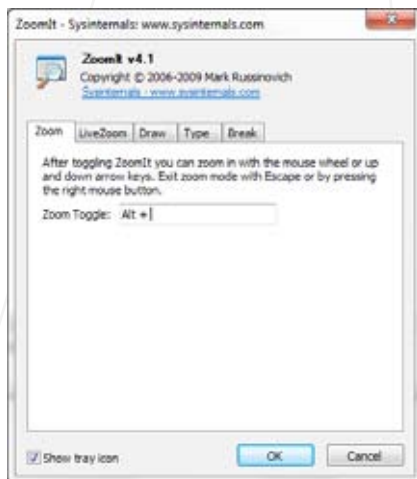 ZoomIt - Sysinternals: www.sysinternals.com
ZoomIt v4.1
Copyright © 2006-2009 Mark Russinovich
Sysinternals - www.sysinternals.com
Zoom LiveZoom Draw Type Break
After toggling ZoomIt you can zoom in with the mouse wheel or up
and down arrow keys. Exit zoom mode with Escape or by pressing
the right mouse button.
Zoom Toggle: Alt +
Show tray icon OK Cancel